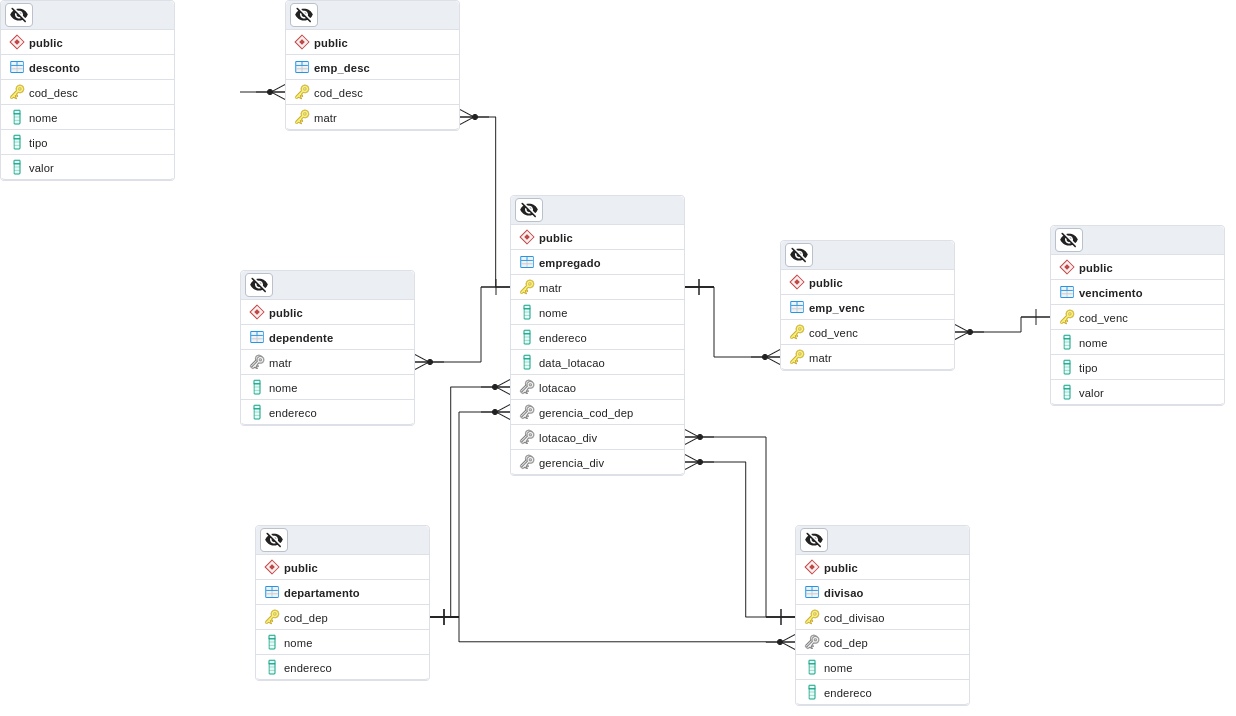 public
desconto
cod_desc
nome
tipo
valor
public
emp_desc
cod_desc
matr
public
empregado
matr
nome
endereco
data_lotacao
lotacao
gerencia_cod_dep
lotacao_div
gerencia_div
public
dependente
matr
nome
endereco
public
emp_venc
cod_venc
matr
public
vencimento
cod_venc
nome
tipo
valor
public
departamento
cod_dep
nome
endereco
public
divisao
cod_divisao
cod_dep
nome
endereco